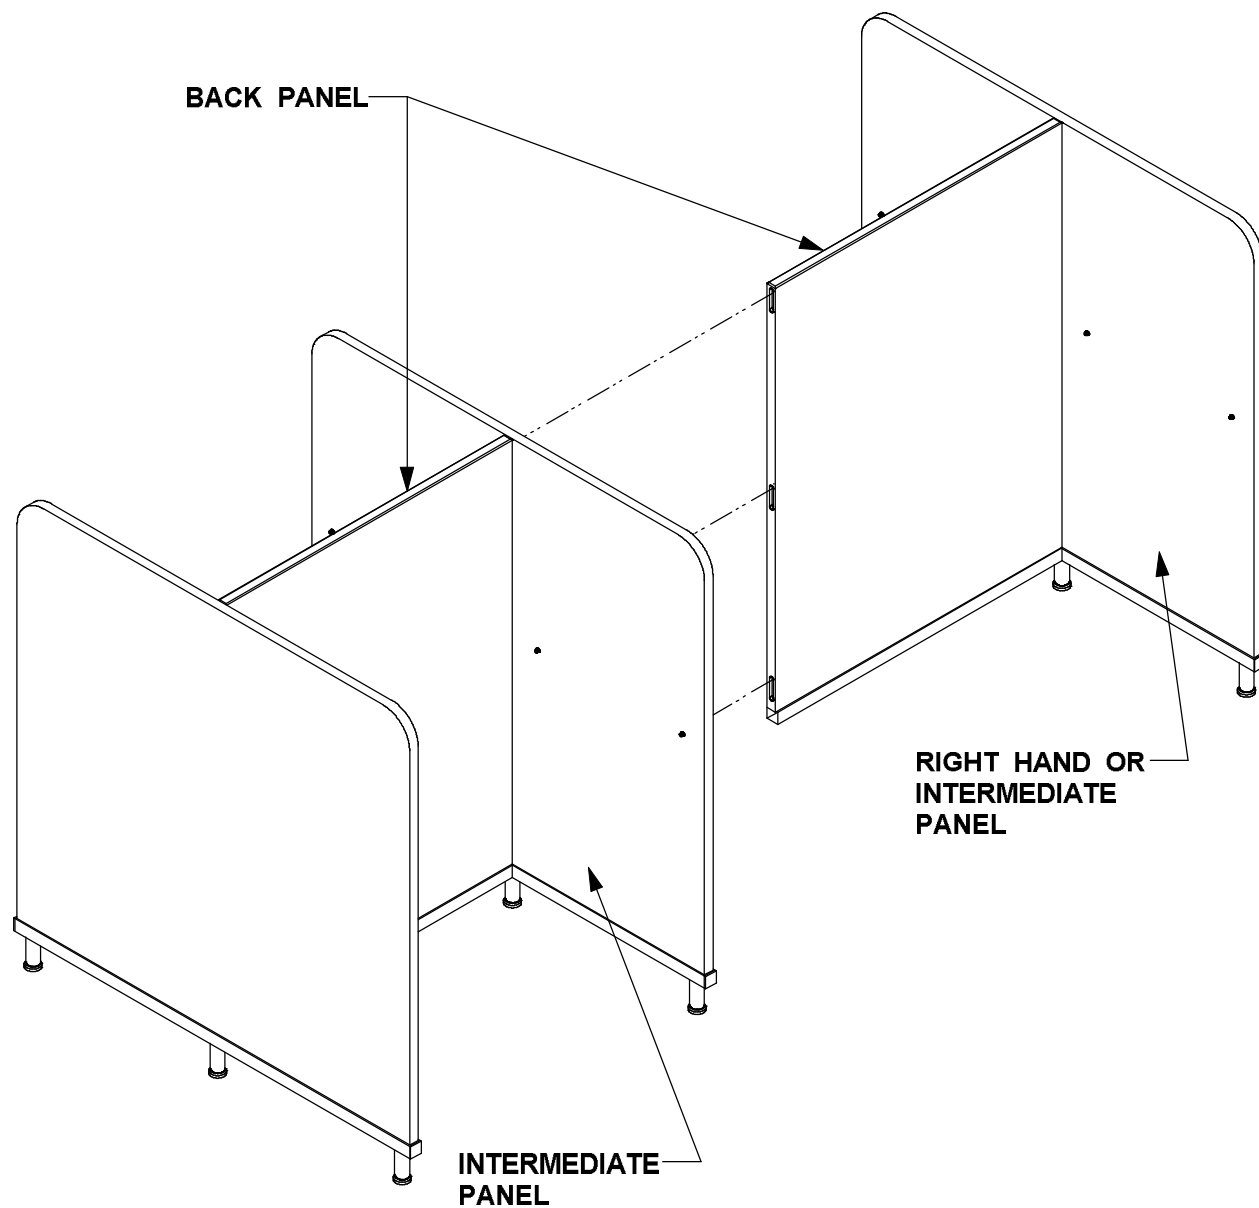 BACK PANEL
RIGHT HAND OR
INTERMEDIATE
PANEL
INTERMEDIATE
PANEL